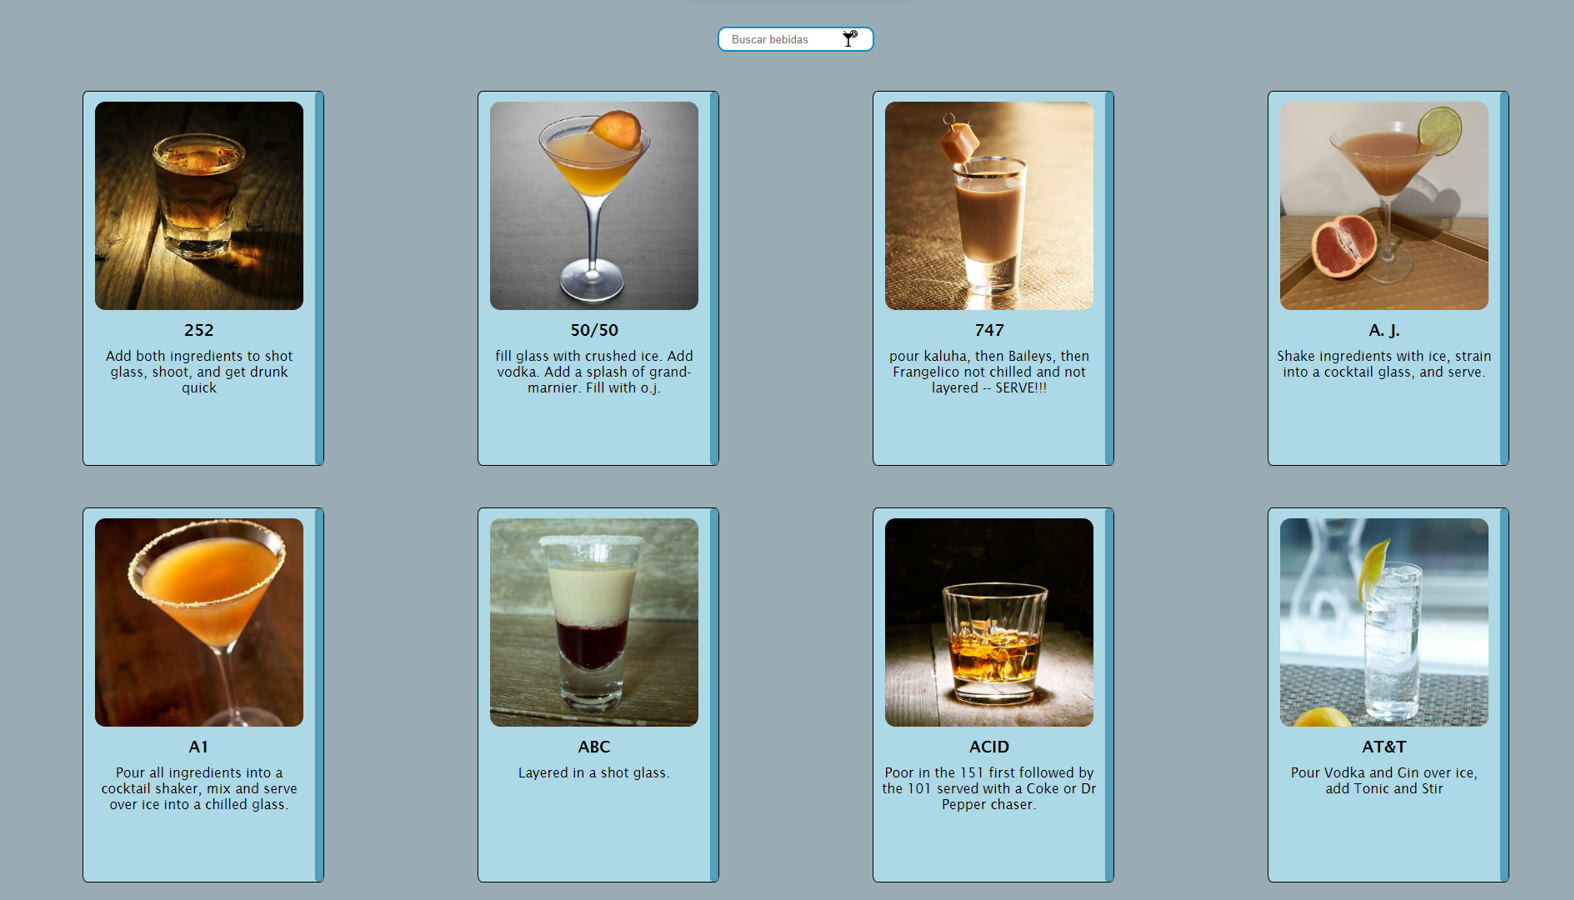 Buscar bebidas
252
Add both ingredients to shot
glass, shoot, and get drunk
quick
50/50
fill glass with crushed ice. Add
vodka. Add a splash of grand-
marnier. Fill with o.j.
747
pour kaluha, then Baileys, then
Frangelico not chilled and not
layered -- SERVE!!!
A. J.
Shake ingredients with ice, strain
into a cocktail glass, and serve.
A1
Pour all ingredients into a
cocktail shaker, mix and serve
over ice into a chilled glass.
ABC
Layered in a shot glass.
ACID
Poor in the 151 first followed by
the 101 served with a Coke or Dr
Pepper chaser.
AT&T
Pour Vodka and Gin over ice,
add Tonic and Stir